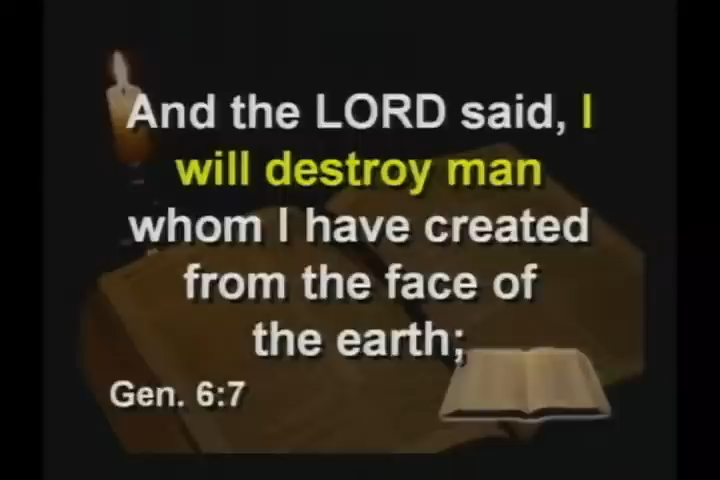 And the LORD said, I
will destroy man
whom I have created
from the face of
the earth;
Gen. 6:7